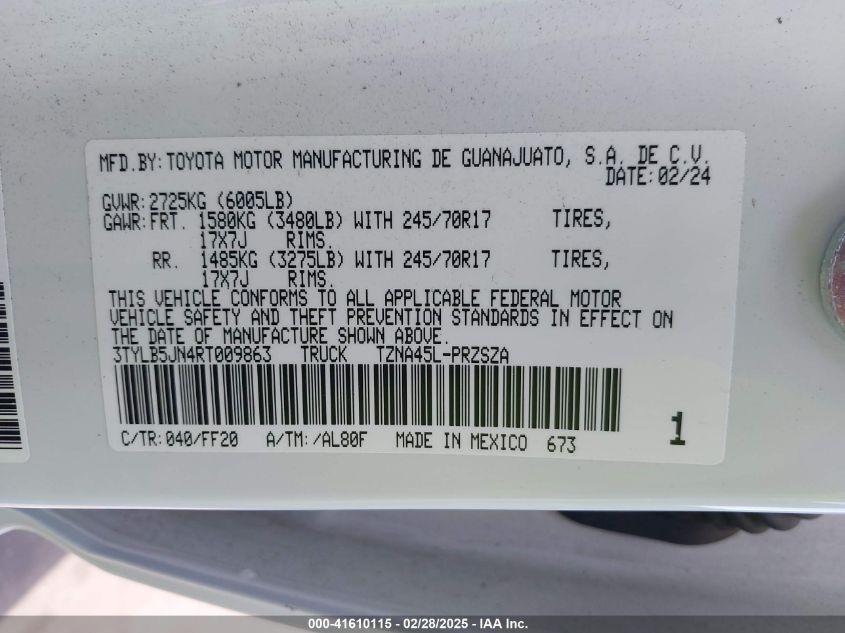 MFD.BY:TOYOTA MOTOR MANUFACTURING DE GUANAJUATO, S.A. DE C.V.
DATE:02/24
GVWR:2725KG (6005LB)
GAWR:FRT. 1580KG (3480LB) WITH 245/70R17 TIRES,
17X7J RIMS.
RR. 1485KG (3275LB) WITH 245/70R17 TIRES,
17X7J RIMS.
THIS VEHICLE CONFORMS TO ALL APPLICABLE FEDERAL MOTOR
VEHICLE SAFETY AND THEFT PREVENTION STANDARDS IN EFFECT ON
THE DATE OF MANUFACTURE SHOWN ABOVE.
3TYLB5JN4RT009863 TRUCK TZNA45L-PRZSZA
C/TR:040/FF20 A/TM:/AL80F MADE IN MEXICO 673
1
000-41610115 - 02/28/2025 - IAA Inc.